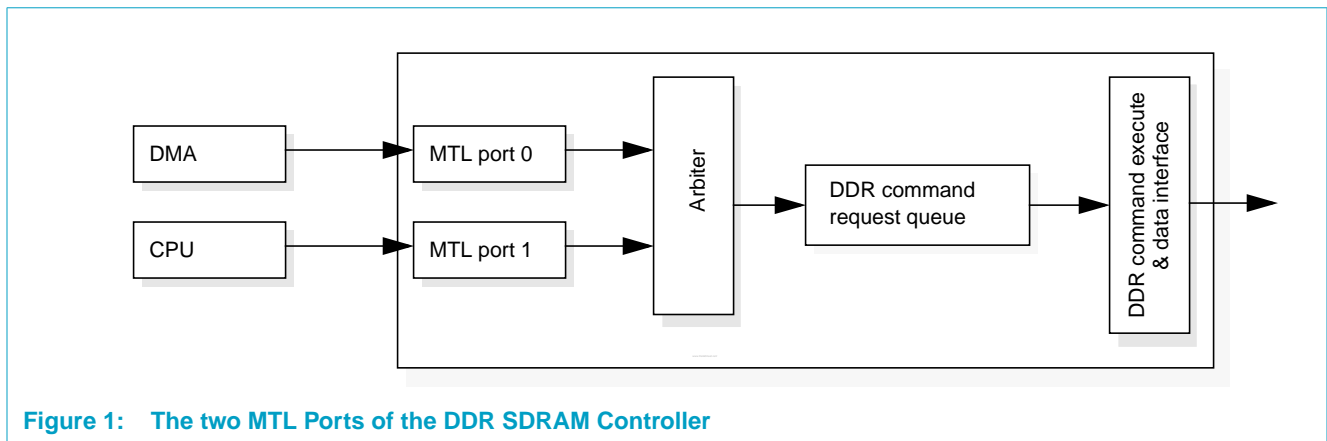 DMA
MTL port 0
CPU
MTL port 1
Arbiter
DDR command
request queue
DDR command execute
& data interface
Figure 1: The two MTL Ports of the DDR SDRAM Controller